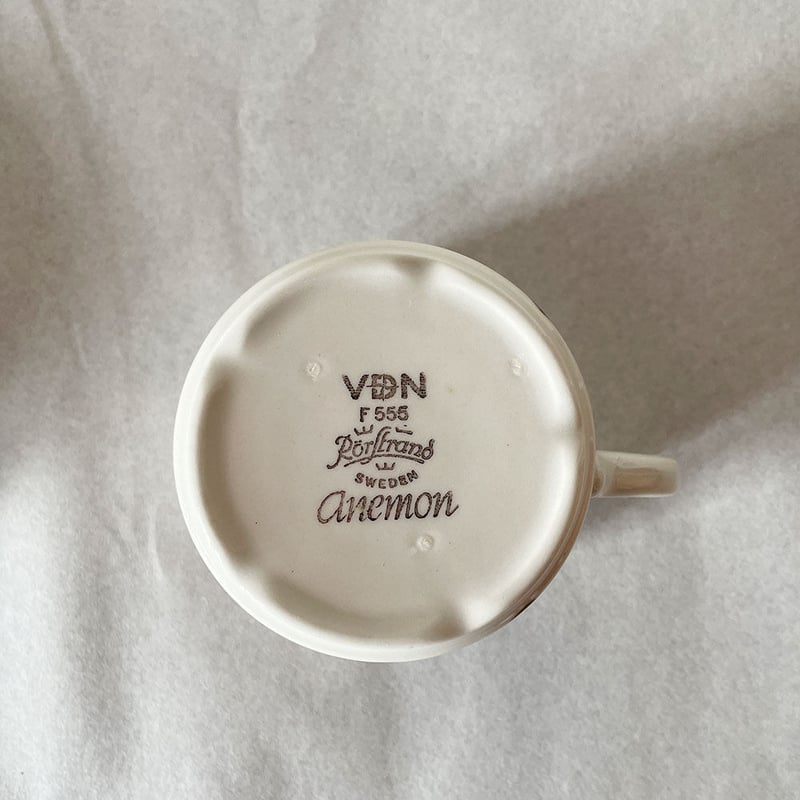 VDN
F 555
Rörstrand
SWEDEN
anemon